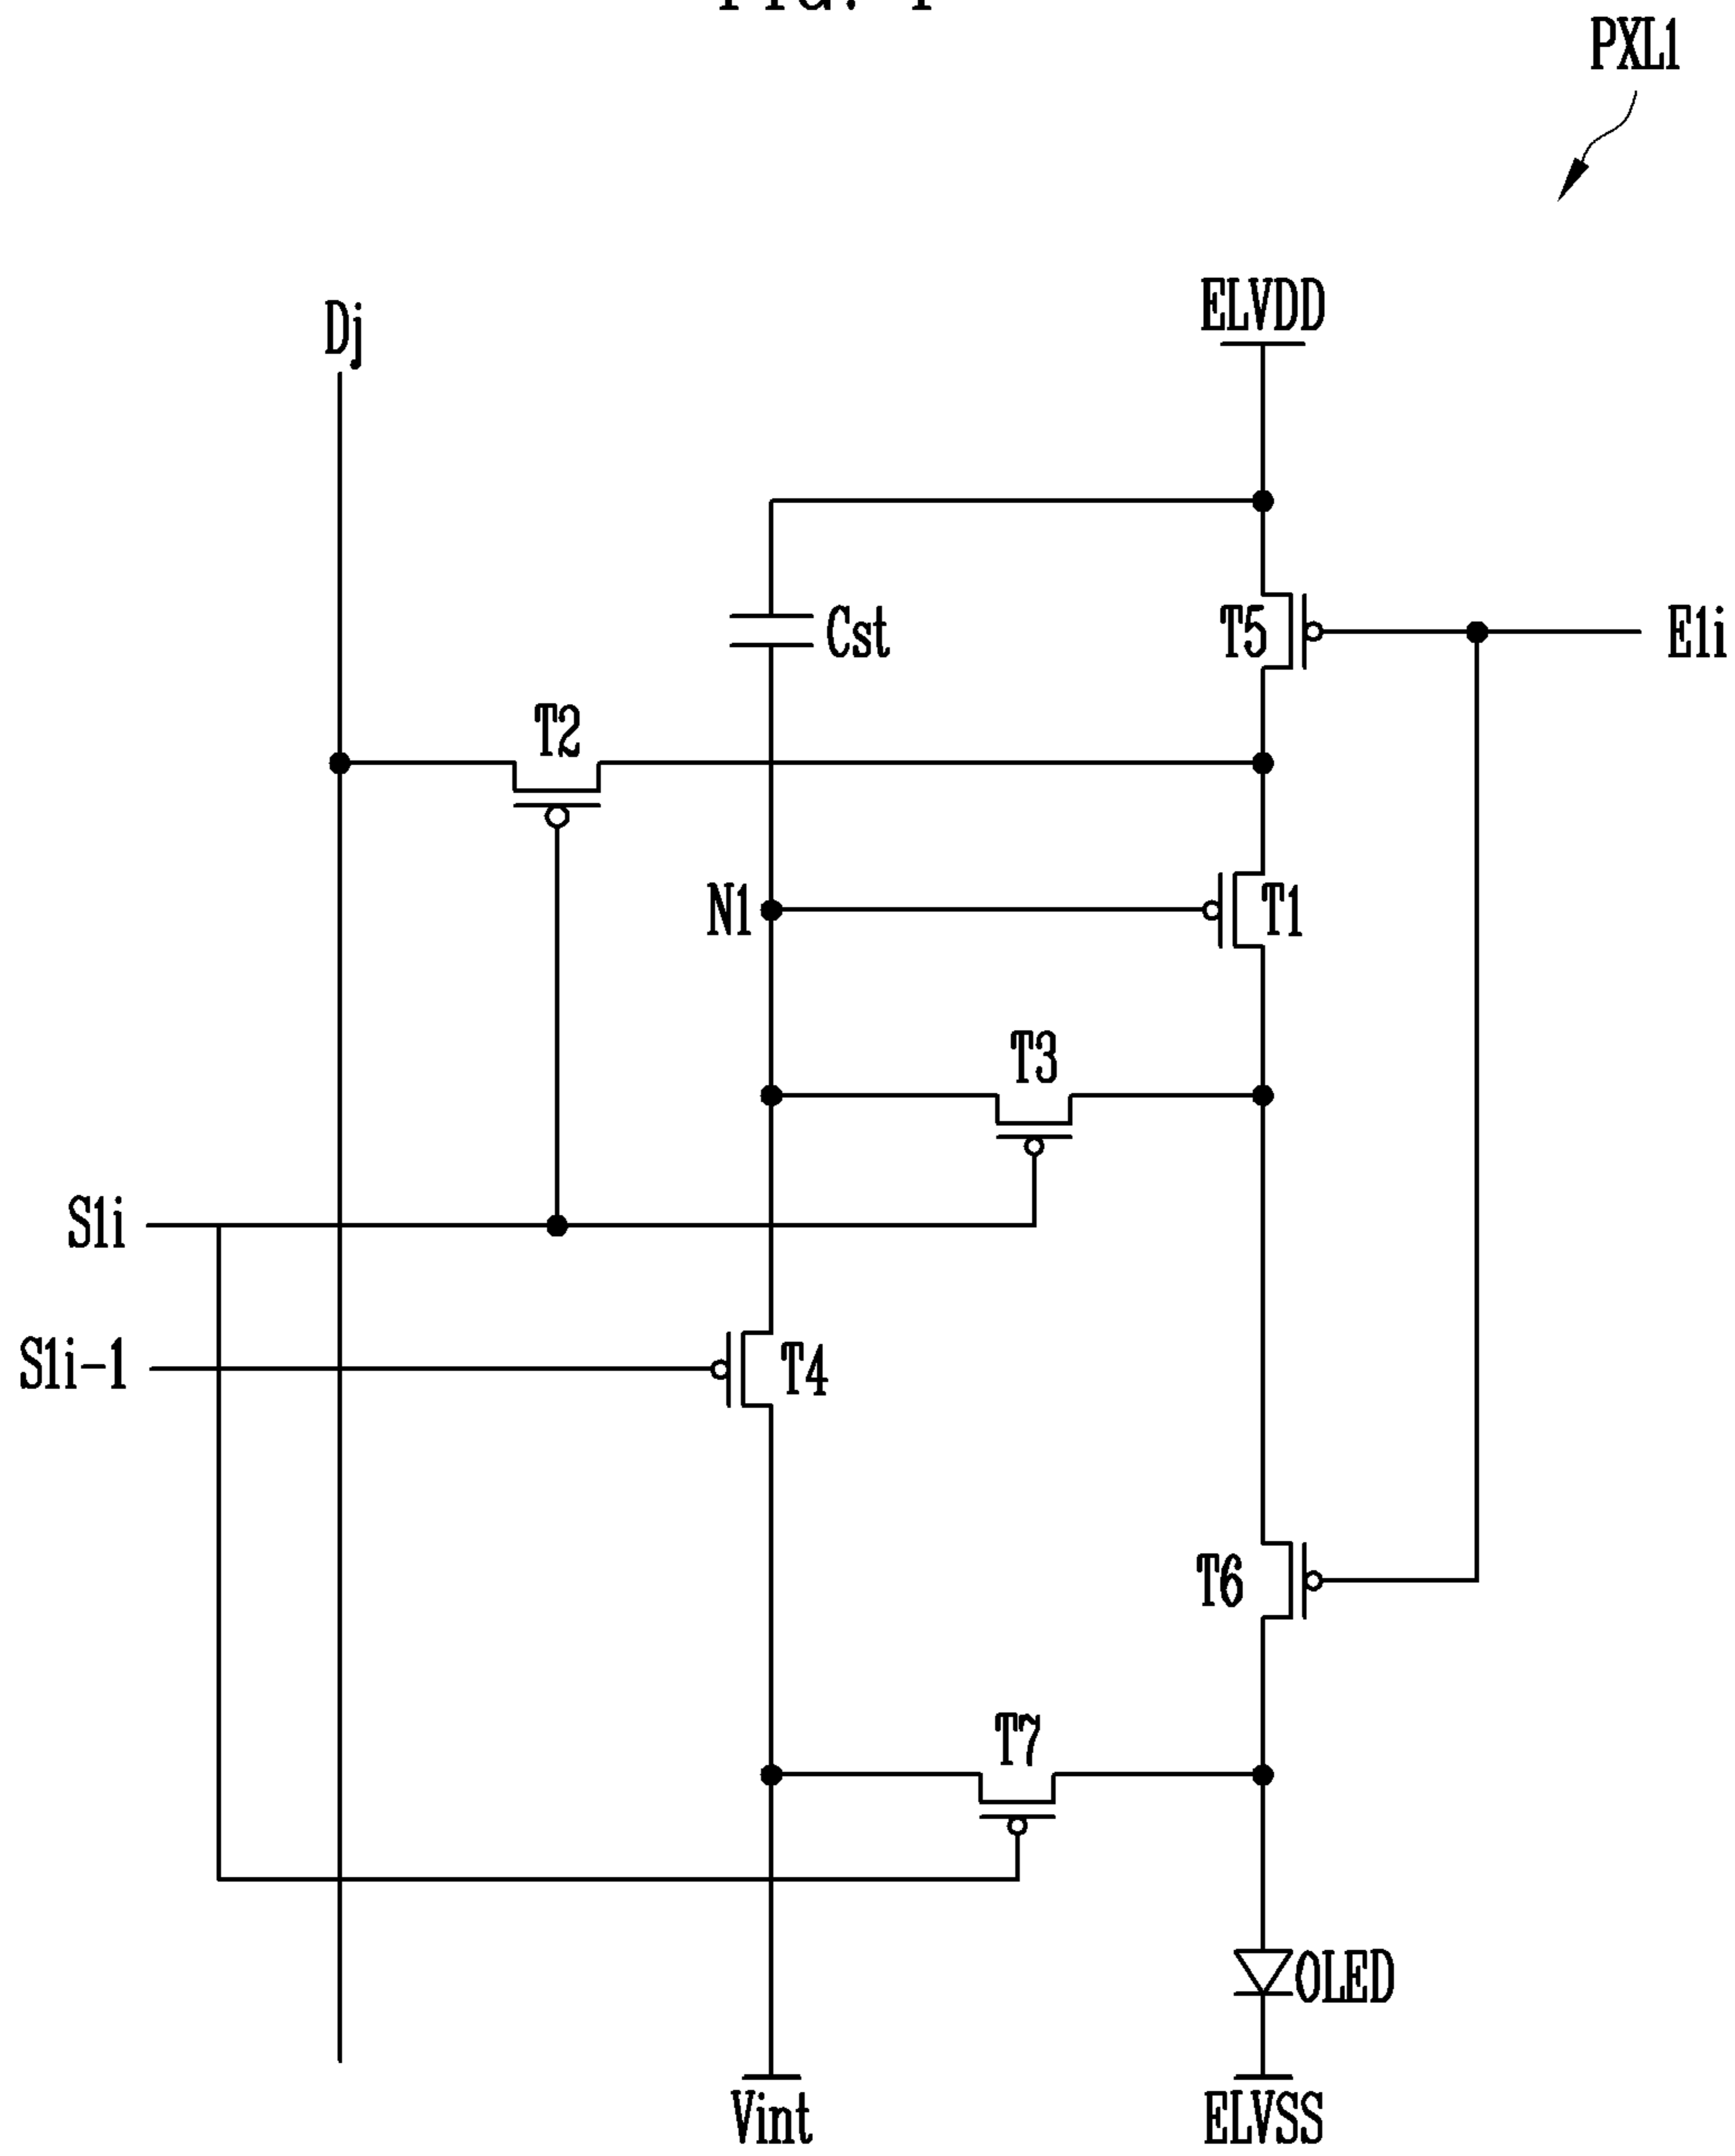 PXL1
ELVDD
Dj
Cst
T5
E1i
T2
N1
T1
T3
S1i
S1i-1
T4
T6
T7
OLED
Vint
ELVSS